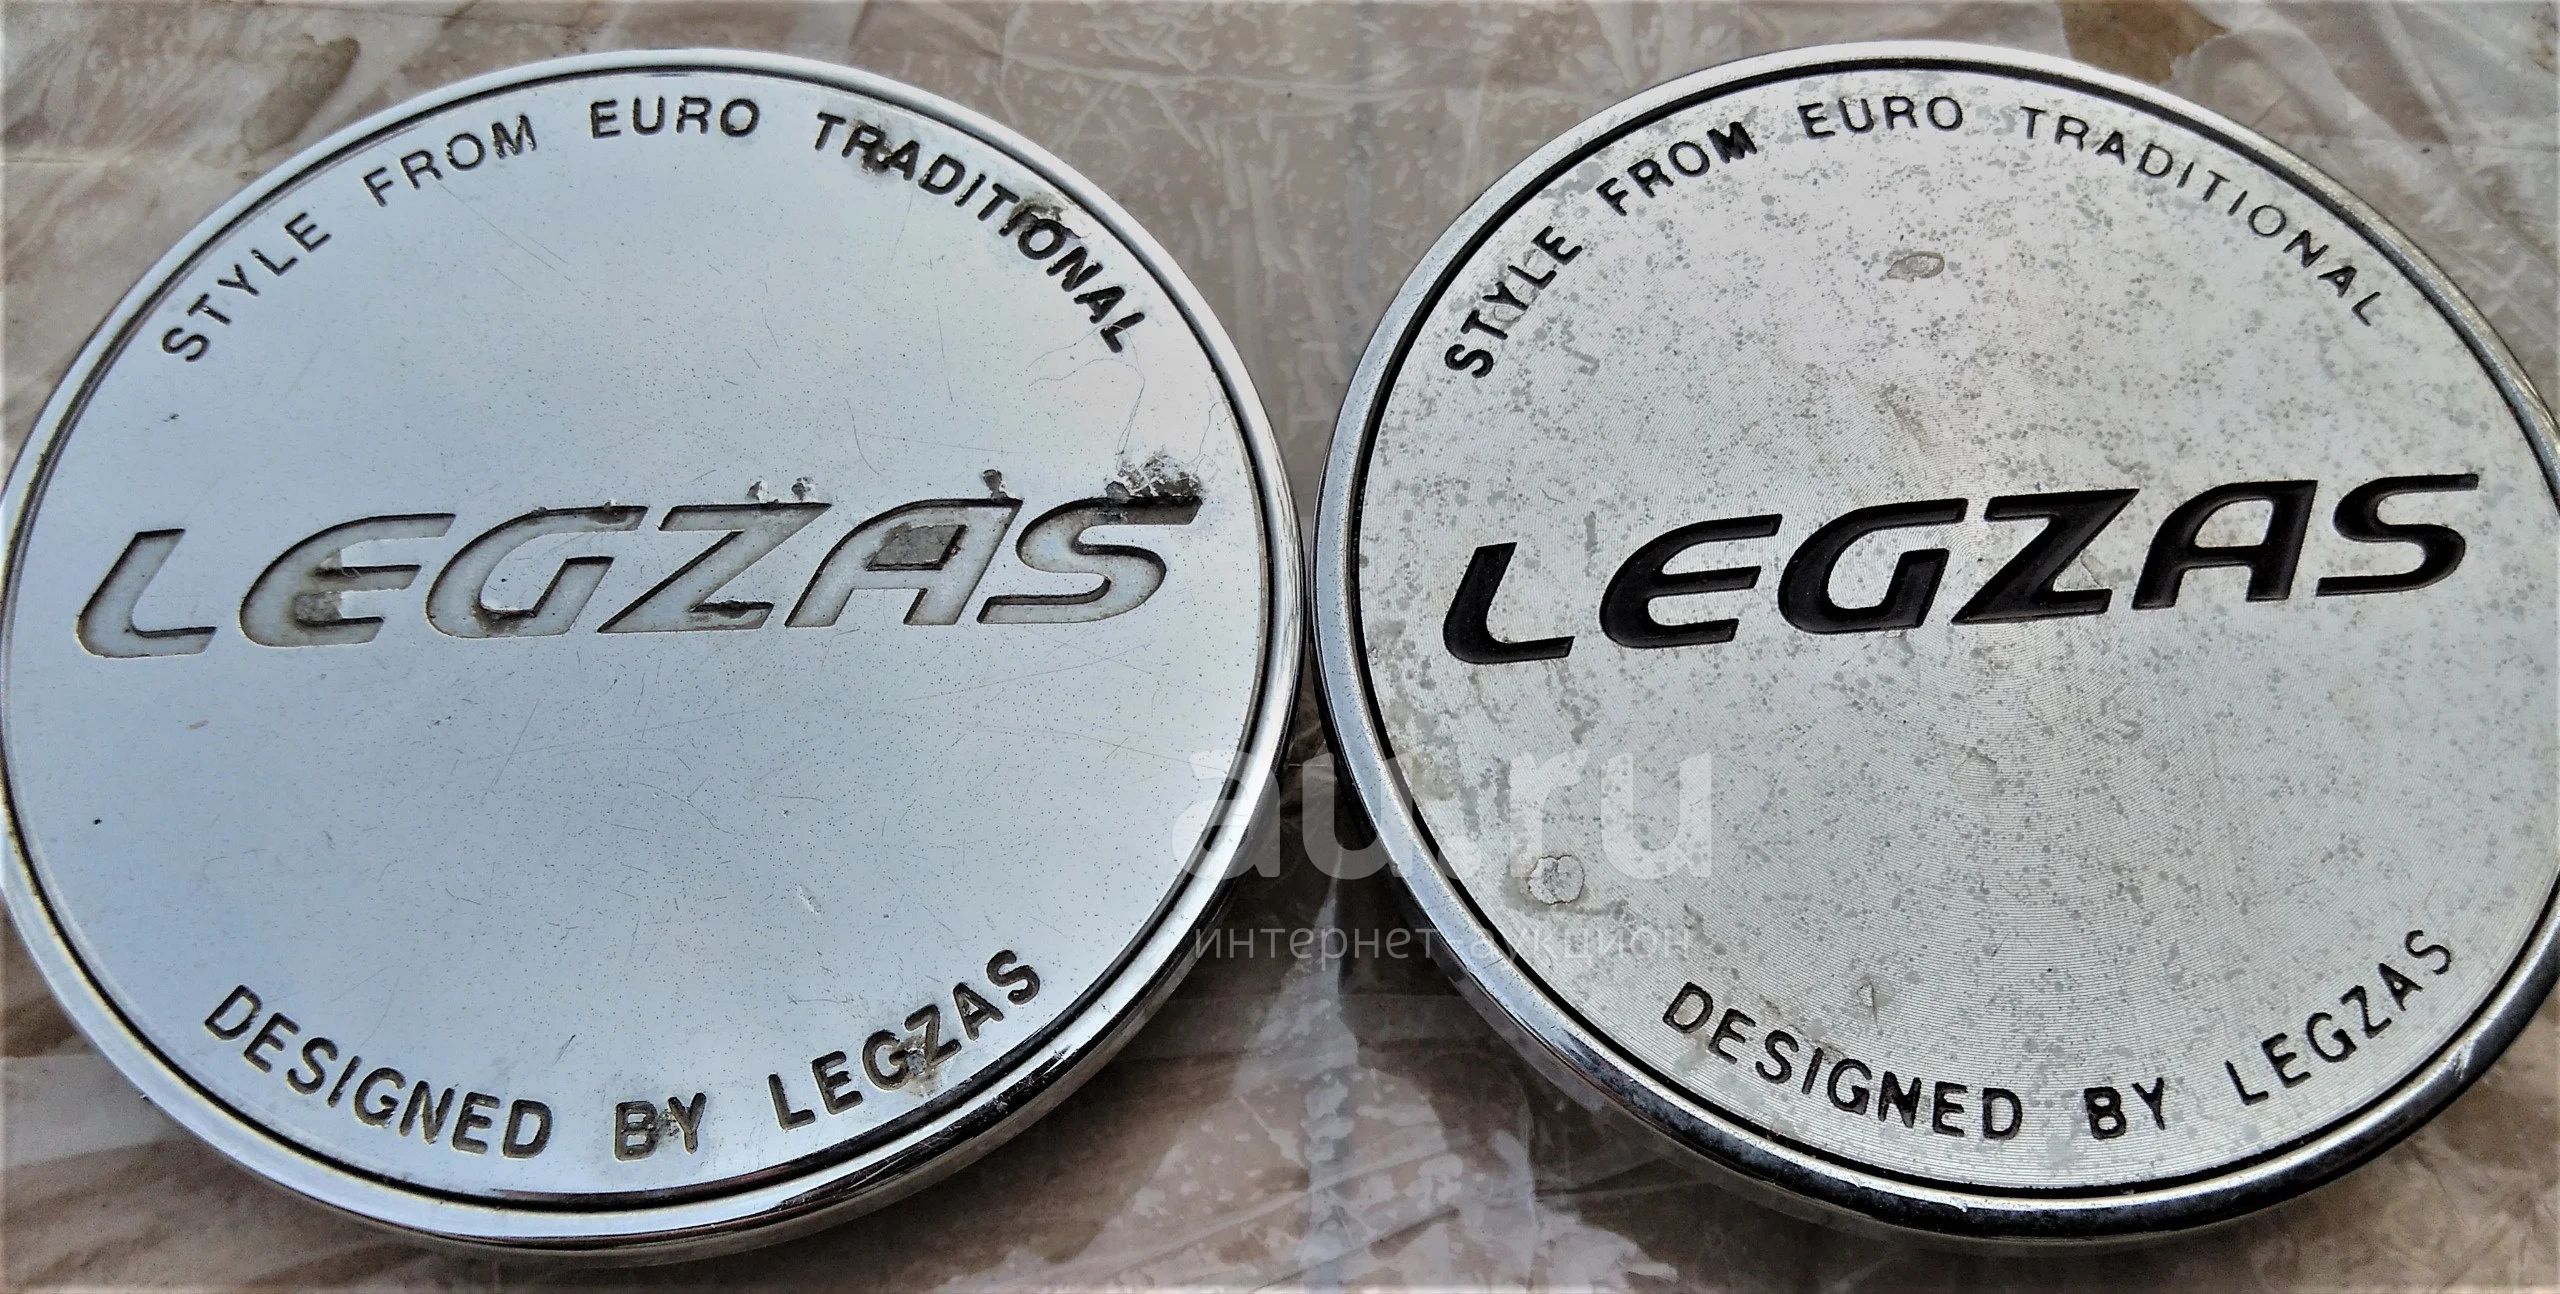 STYLE FROM EURO TRADITIONAL
LEGZAS
DESIGNED BY LEGZAS
STYLE FROM EURO TRADITIONAL
LEGZAS
DESIGNED BY LEGZAS
au.ru
интернет-аукцион